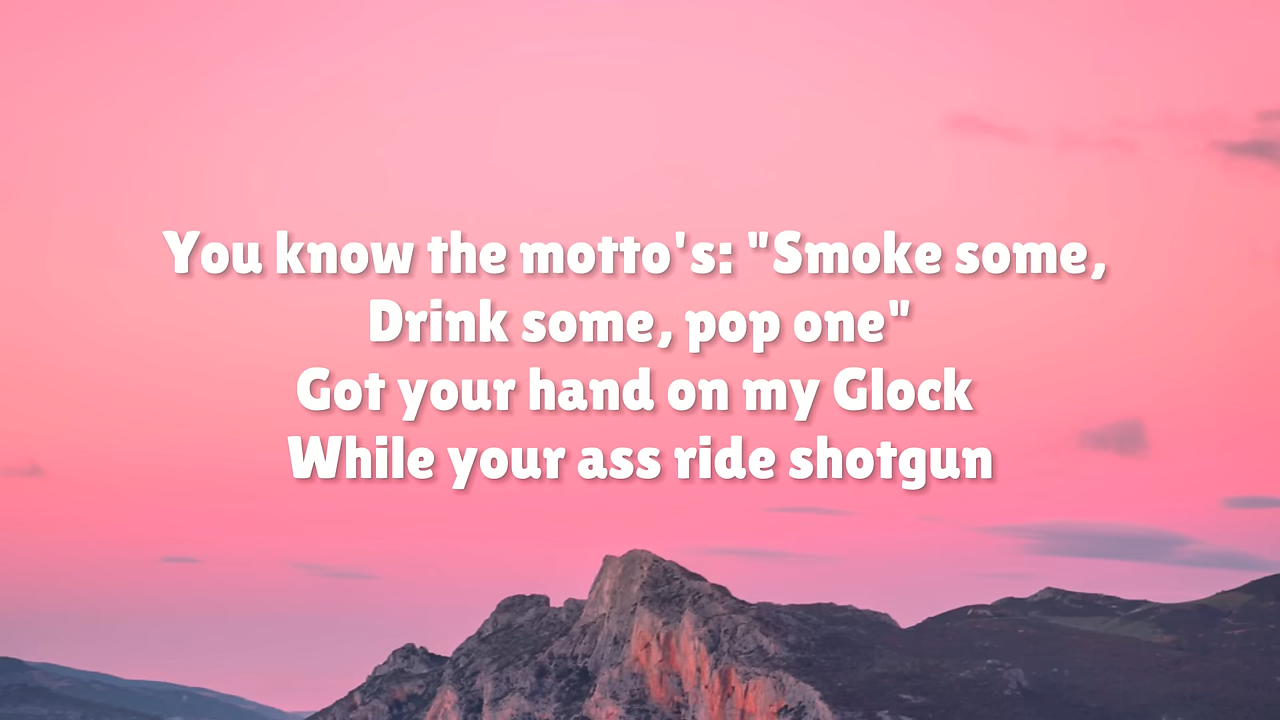 You know the motto's: "Smoke some,
Drink some, pop one"
Got your hand on my Glock
While your ass ride shotgun